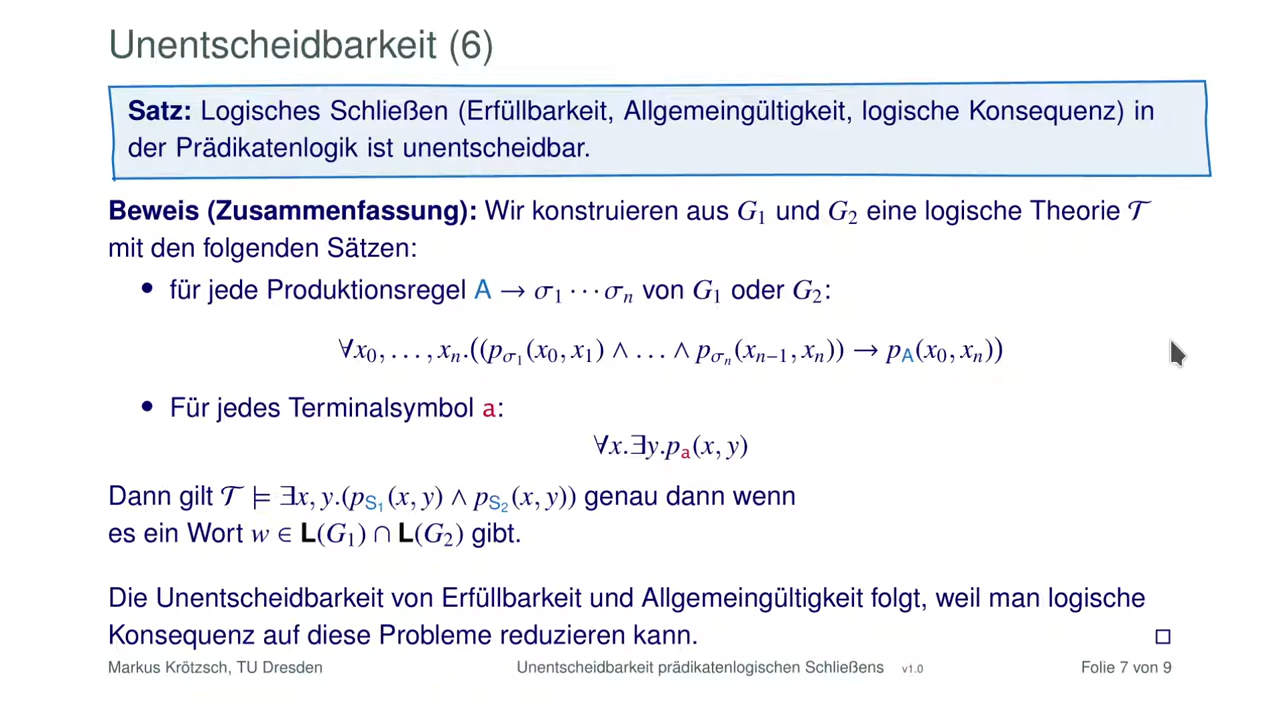 Unentscheidbarkeit (6)
Satz: Logisches Schließen (Erfüllbarkeit, Allgemeingültigkeit, logische Konsequenz) in
der Prädikatenlogik ist unentscheidbar.
Beweis (Zusammenfassung): Wir konstruieren aus G₁ und G₂ eine logische Theorie 𝒯
mit den folgenden Sätzen:
• für jede Produktionsregel A → σ₁ ··· σₙ von G₁ oder G₂:
∀x₀, . . . , xₙ.((p_σ₁(x₀, x₁) ∧ . . . ∧ p_σₙ(xₙ₋₁, xₙ)) → p_A(x₀, xₙ))
• Für jedes Terminalsymbol a:
∀x.∃y.p_a(x, y)
Dann gilt 𝒯 ⊨ ∃x, y.(p_S₁(x, y) ∧ p_S₂(x, y)) genau dann wenn
es ein Wort w ∈ L(G₁) ∩ L(G₂) gibt.
Die Unentscheidbarkeit von Erfüllbarkeit und Allgemeingültigkeit folgt, weil man logische
Konsequenz auf diese Probleme reduzieren kann. □
Markus Krötzsch, TU Dresden Unentscheidbarkeit prädikatenlogischen Schließens v1.0 Folie 7 von 9